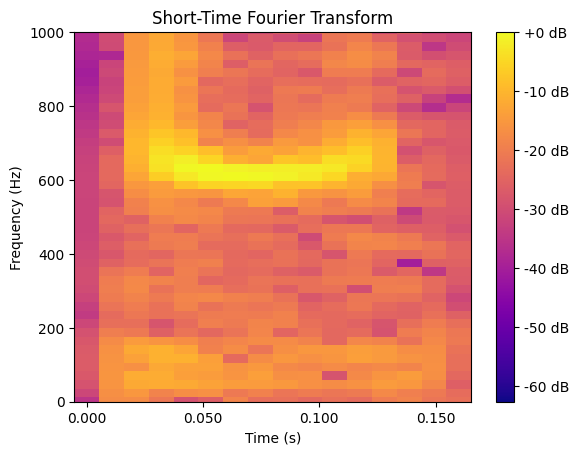 Short-Time Fourier Transform
1000
800
600
400
200
0
Frequency (Hz)
0.000
0.050
0.100
0.150
Time (s)
+0 dB
-10 dB
-20 dB
-30 dB
-40 dB
-50 dB
-60 dB